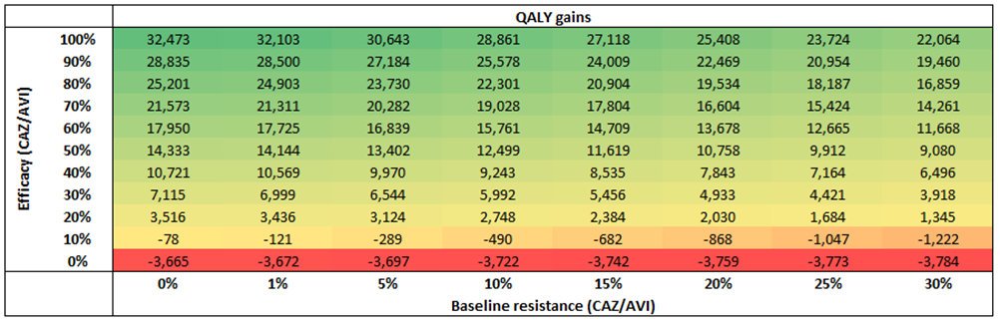 QALY gains
Efficacy (CAZ/AVI)
100% 32,473 32,103 30,643 28,861 27,118 25,408 23,724 22,064
90% 28,835 28,500 27,184 25,578 24,009 22,469 20,954 19,460
80% 25,201 24,903 23,730 22,301 20,904 19,534 18,187 16,859
70% 21,573 21,311 20,282 19,028 17,804 16,604 15,424 14,261
60% 17,950 17,725 16,839 15,761 14,709 13,678 12,665 11,668
50% 14,333 14,144 13,402 12,499 11,619 10,758 9,912 9,080
40% 10,721 10,569 9,970 9,243 8,535 7,843 7,164 6,496
30% 7,115 6,999 6,544 5,992 5,456 4,933 4,421 3,918
20% 3,516 3,436 3,124 2,748 2,384 2,030 1,684 1,345
10% -78 -121 -289 -490 -682 -868 -1,047 -1,222
0% -3,665 -3,672 -3,697 -3,722 -3,742 -3,759 -3,773 -3,784
0% 1% 5% 10% 15% 20% 25% 30%
Baseline resistance (CAZ/AVI)